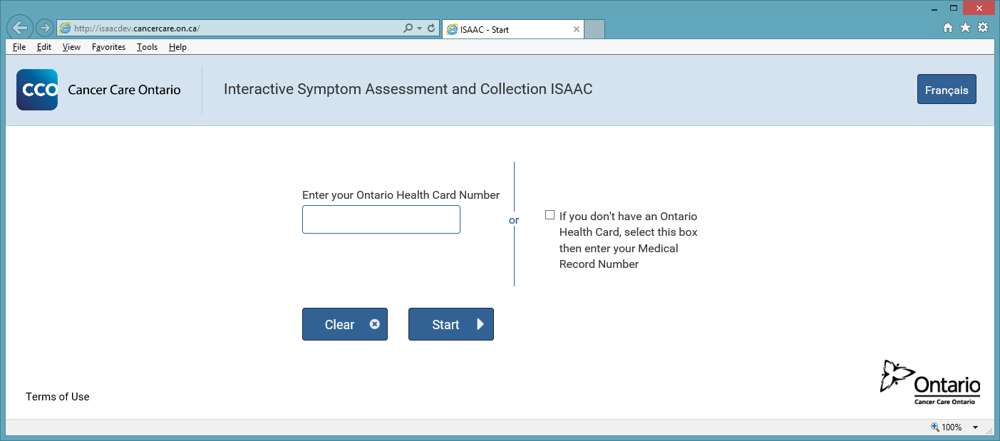 http://isaacdev.cancercare.on.ca/
ISAAC - Start
File Edit View Favorites Tools Help
CCO Cancer Care Ontario
Interactive Symptom Assessment and Collection ISAAC
Français
Enter your Ontario Health Card Number
or
If you don't have an Ontario
Health Card, select this box
then enter your Medical
Record Number
Clear
Start
Terms of Use
Ontario
Cancer Care Ontario
100%